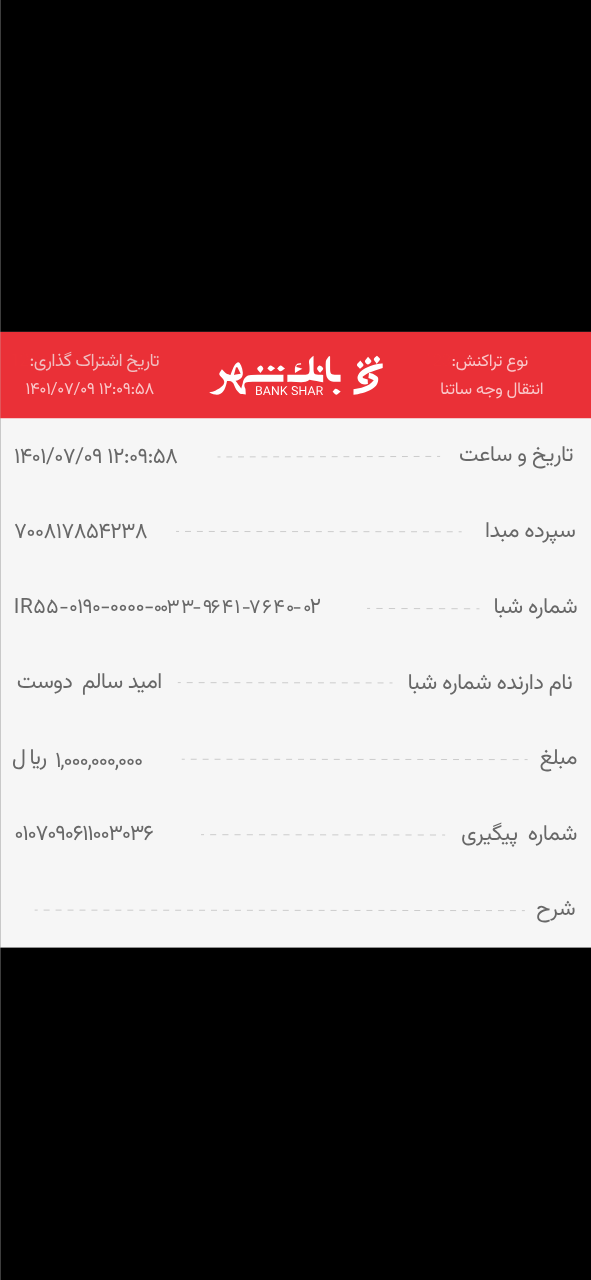 نوع تراکنش:
انتقال وجه ساتنا
بانک شهر
BANK SHAR
تاریخ اشتراک گذاری:
۱۴۰۱/۰۷/۰۹ ۱۲:۰۹:۵۸
تاریخ و ساعت ۱۴۰۱/۰۷/۰۹ ۱۲:۰۹:۵۸
سپرده مبدا ۷۰۰۸۱۷۸۵۴۲۳۸
شماره شبا IR۵۵-۰۱۹۰-۰۰۰۰-۰۰۳۳-۹۶۴۱-۷۶۴۰-۰۲
نام دارنده شماره شبا امید سالم دوست
مبلغ ۱,۰۰۰,۰۰۰,۰۰۰ ریال
شماره پیگیری ۰۱۰۷۰۹۰۶۱۱۰۰۳۰۳۶
شرح